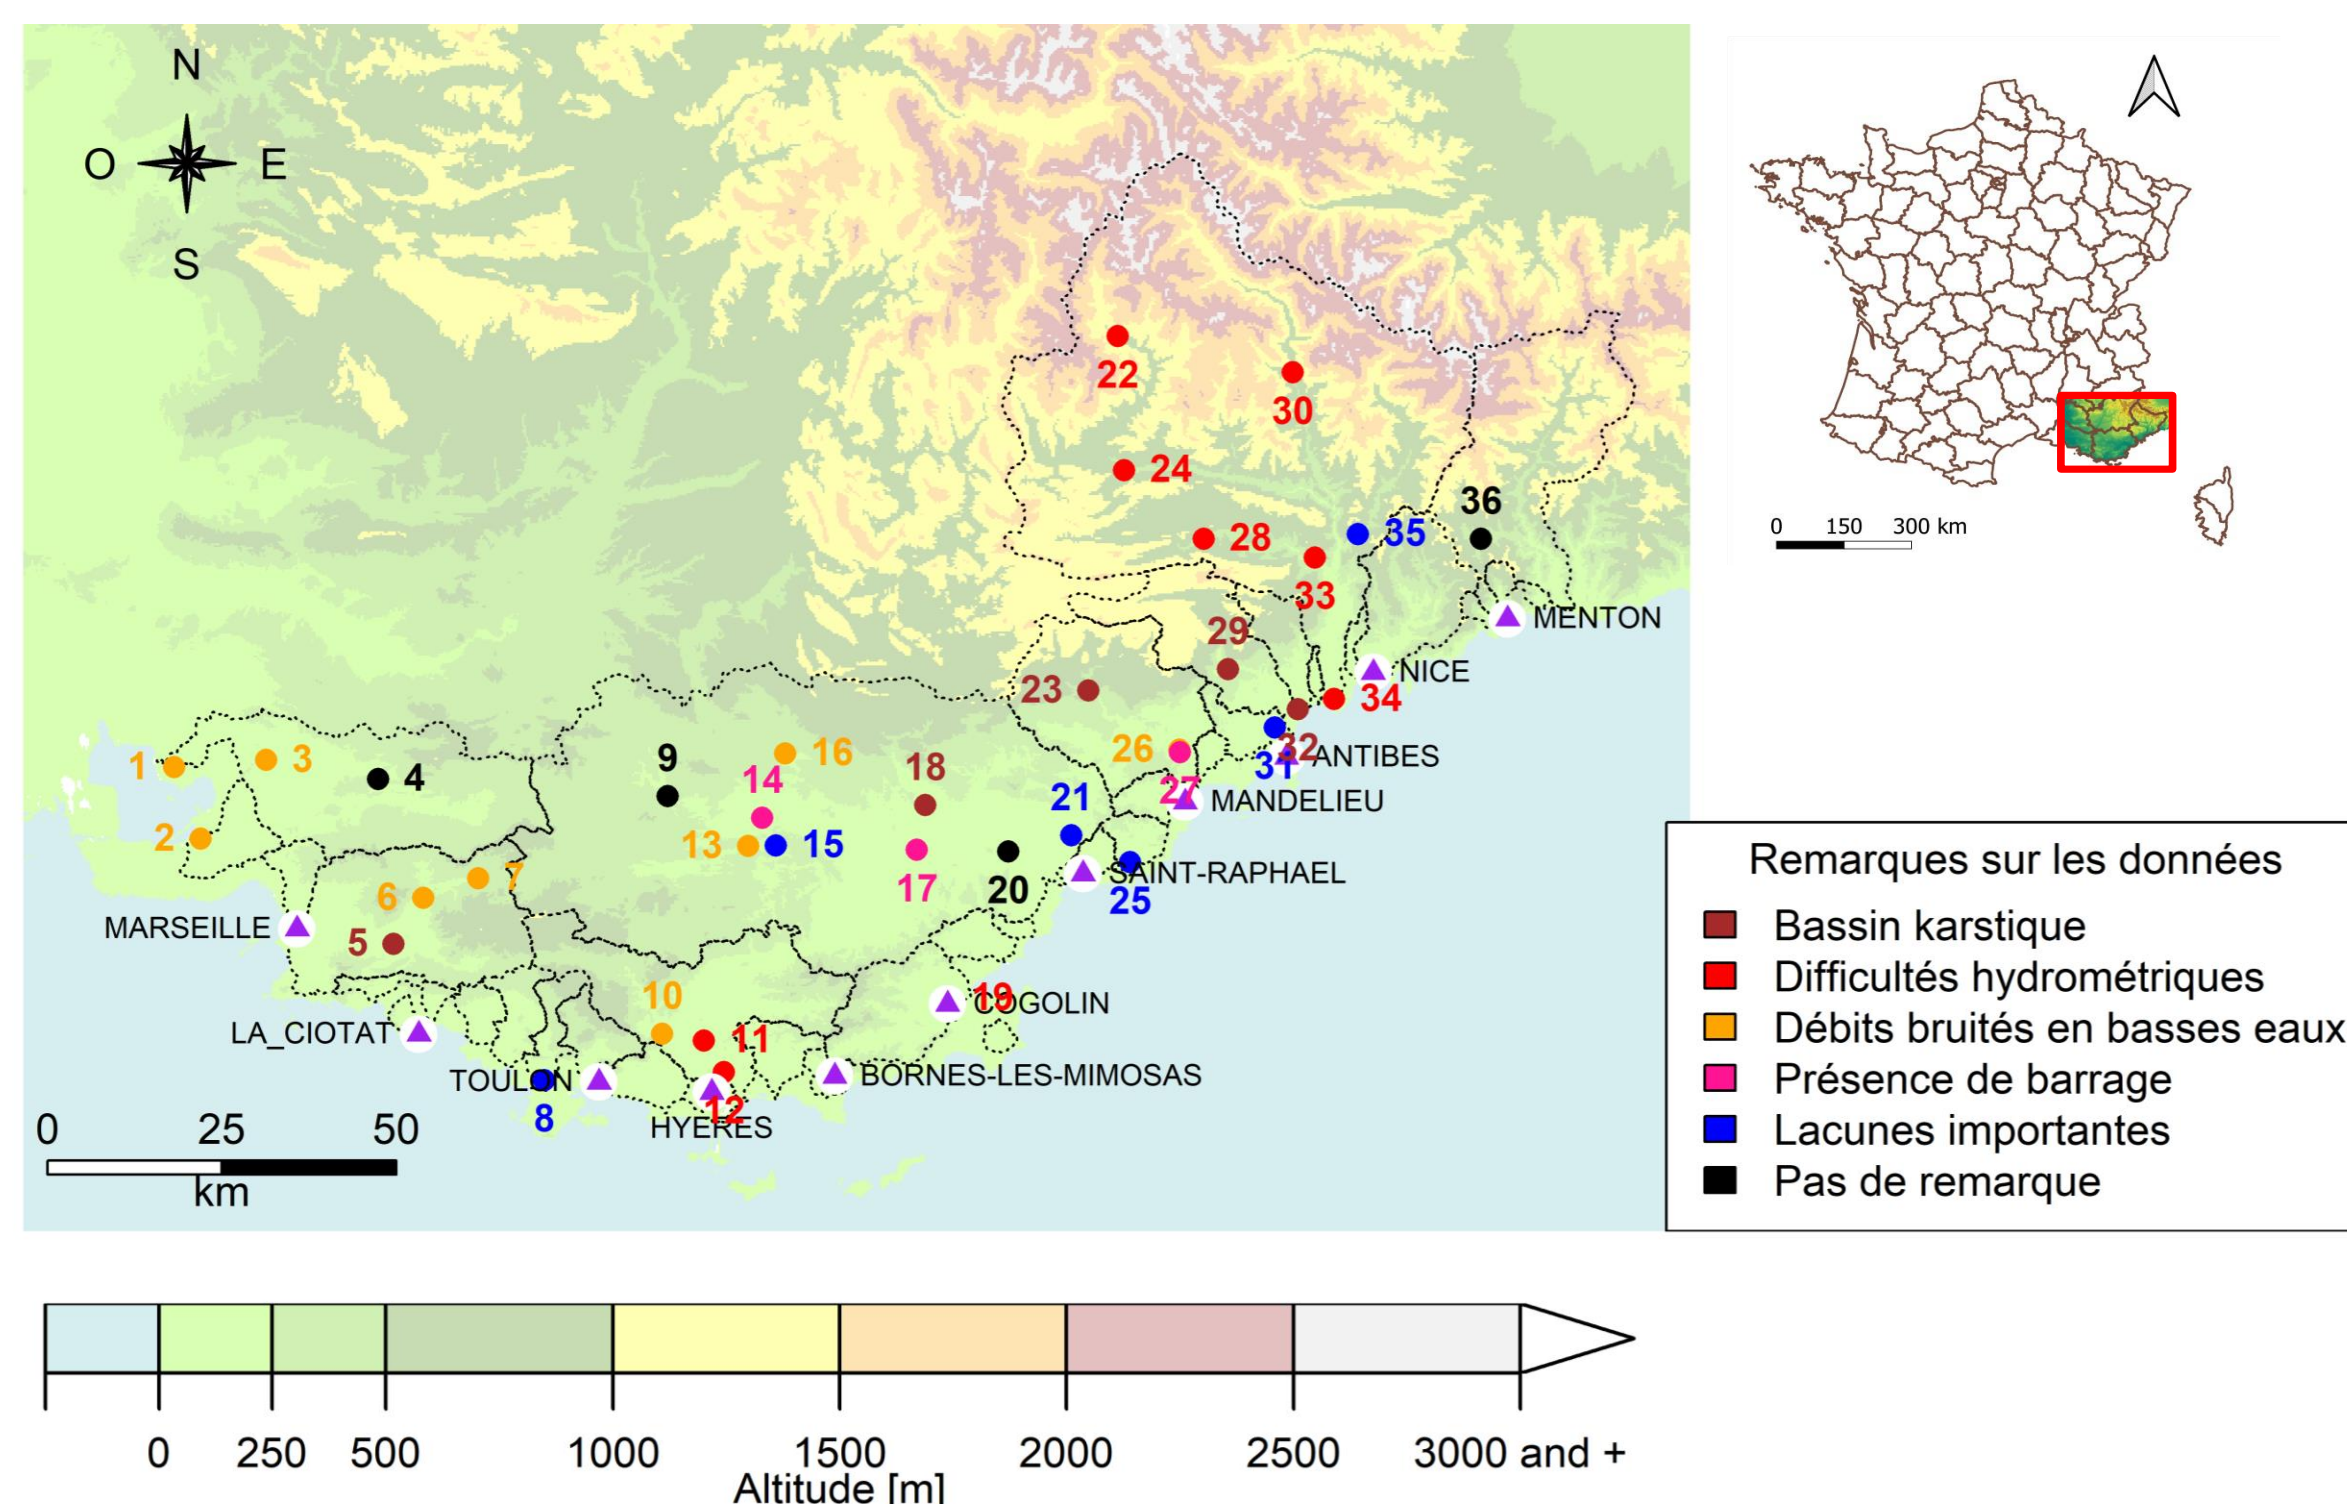 N
O
E
S
22
30
24
36
28
35
33
29
MENTON
23
NICE
34
1
3
4
9
16
14
18
26
32
ANTIBES
31
27
MANDELIEU
21
2
13
15
7
6
17
20
SAINT-RAPHAEL
25
MARSEILLE
5
10
19
COGOLIN
LA_CIOTAT
11
TOULON
BORNES-LES-MIMOSAS
8
12
HYERES
0 25 50
km
0 150 300 km
Remarques sur les données
Bassin karstique
Difficultés hydrométriques
Débits bruités en basses eaux
Présence de barrage
Lacunes importantes
Pas de remarque
0 250 500 1000 1500 2000 2500 3000 and +
Altitude [m]